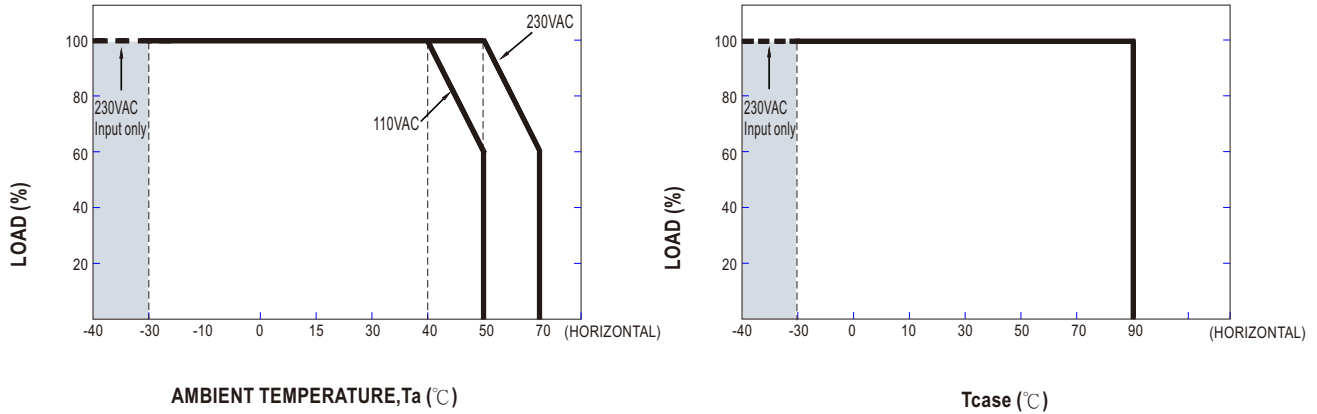 230VAC
100
80
230VAC
Input only
110VAC
60
40
20
LOAD (%)
-40 -30 -10 0 15 30 40 50 70 (HORIZONTAL)
AMBIENT TEMPERATURE,Ta (℃)
100
80
230VAC
Input only
60
40
20
LOAD (%)
-40 -30 0 10 30 50 70 90 (HORIZONTAL)
Tcase (℃)